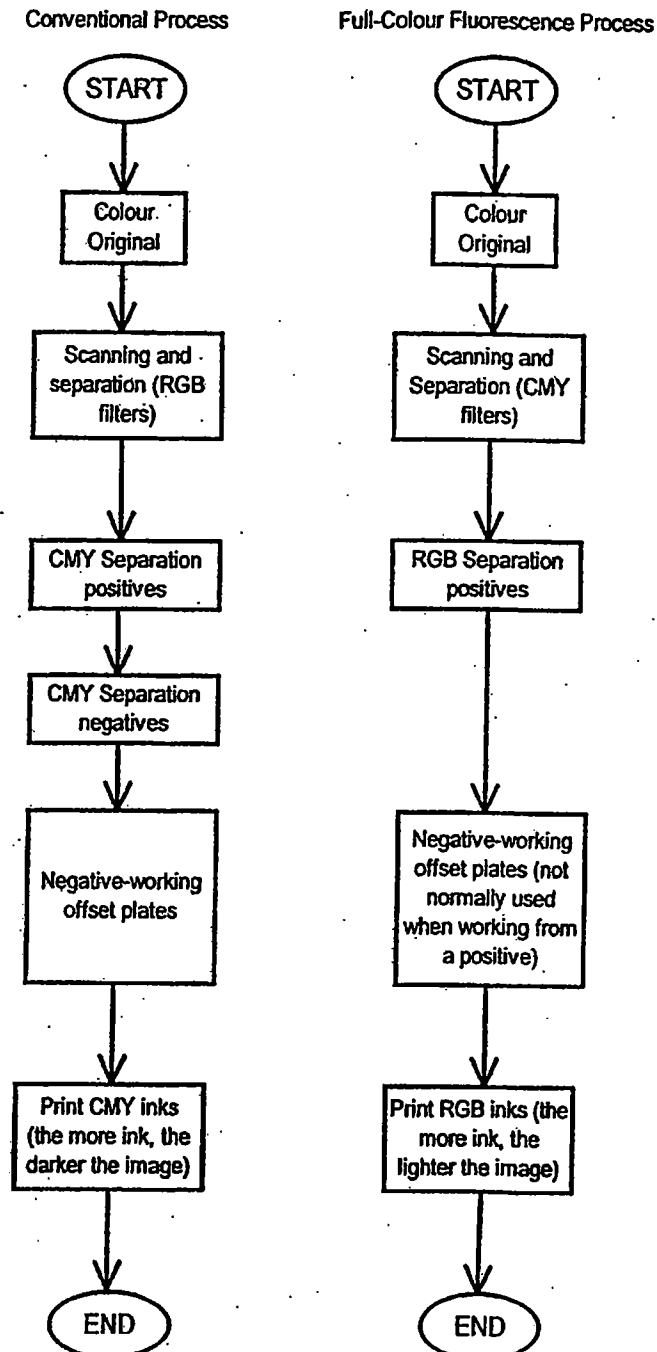 Conventional Process
START
Colour
Original
Scanning and
separation (RGB
filters)
CMY Separation
positives
CMY Separation
negatives
Negative-working
offset plates
Print CMY inks
(the more ink, the
darker the image)
END
Full-Colour Fluorescence Process
START
Colour
Original
Scanning and
Separation (CMY
filters)
RGB Separation
positives
Negative-working
offset plates (not
normally used
when working from
a positive)
Print RGB inks (the
more ink, the
lighter the image)
END